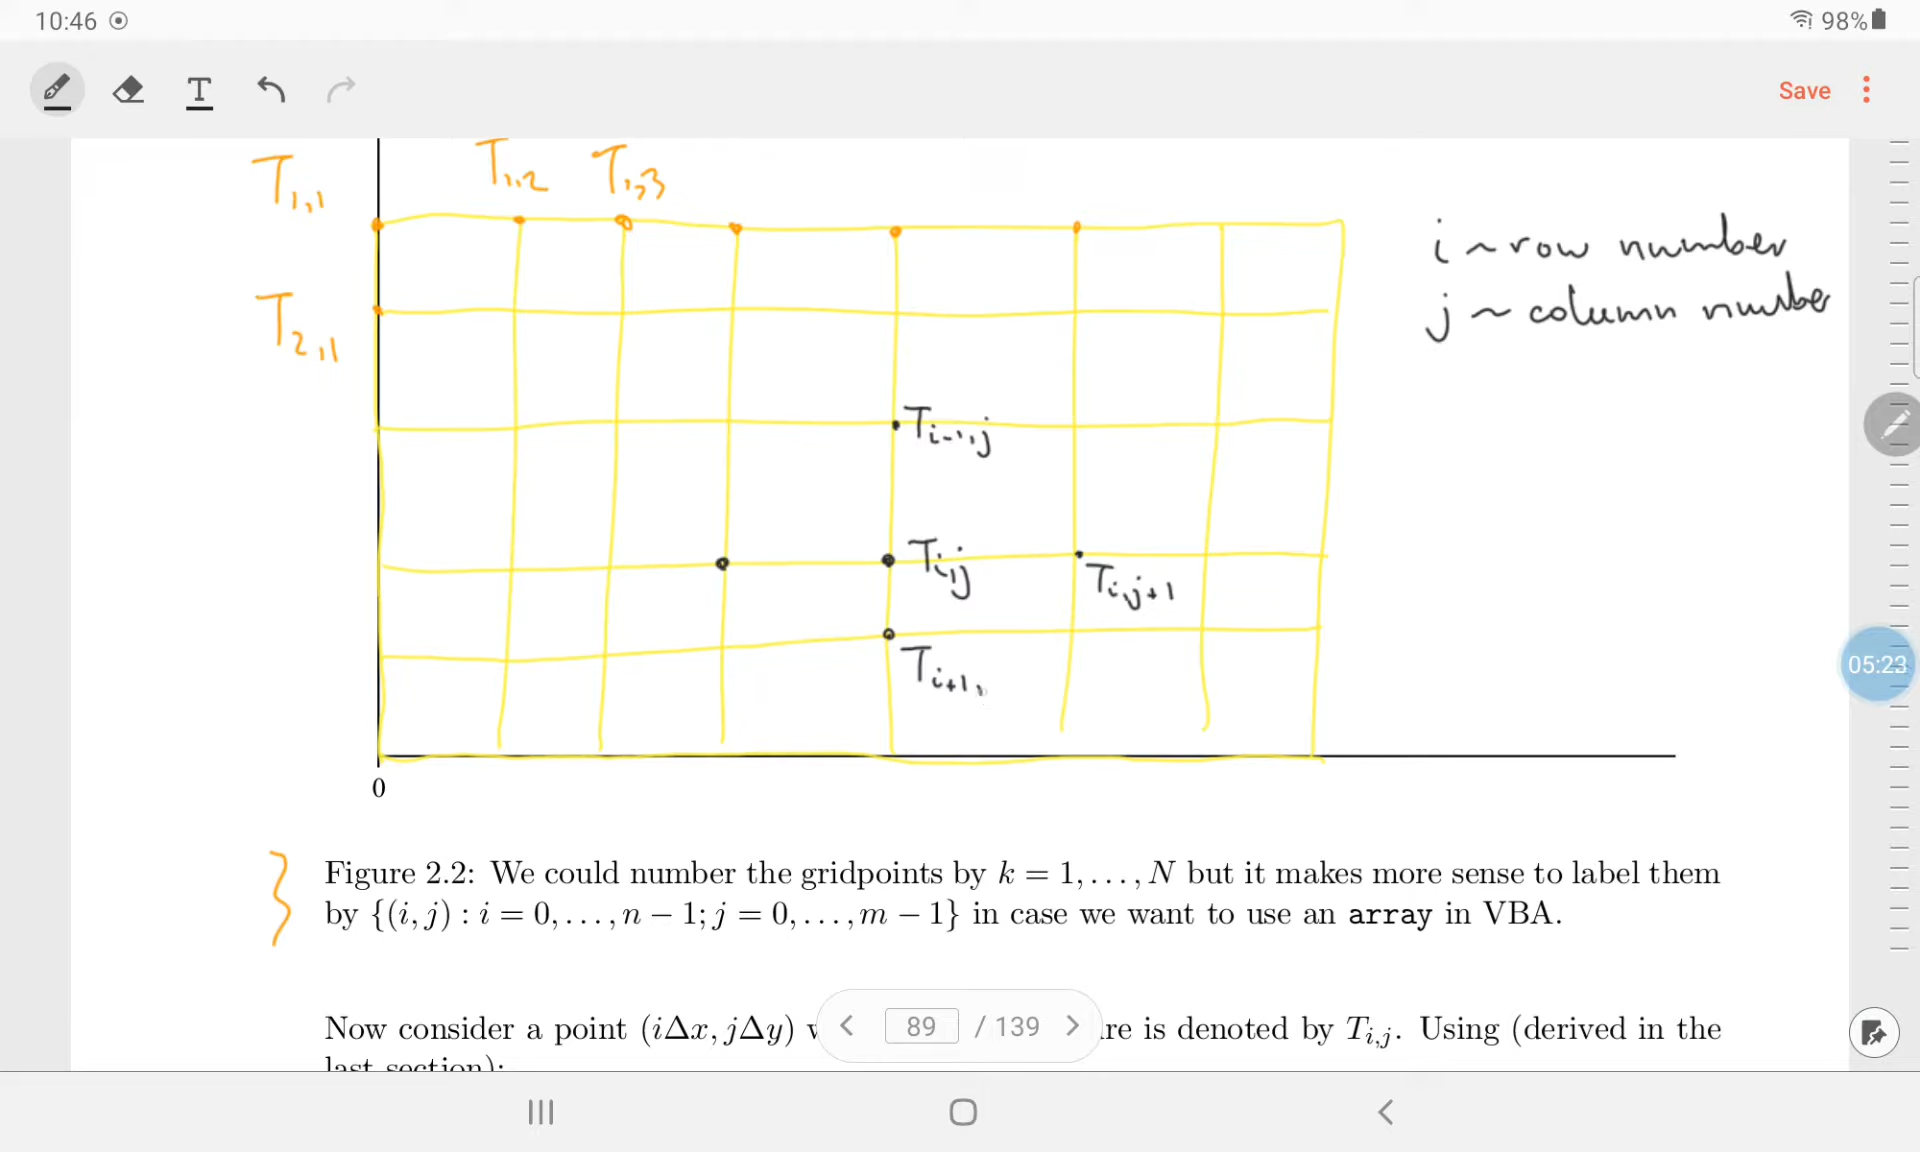 10:46 98%
T Save
T1,1 T1,2 T1,3
i ~ row number
T2,1 j ~ column number
Ti-1,j
Ti,j
Ti,j+1
05:23
Ti+1,
0
Figure 2.2: We could number the gridpoints by k = 1, . . . , N but it makes more sense to label them
by {(i, j) : i = 0, . . . , n − 1; j = 0, . . . , m − 1} in case we want to use an array in VBA.
Now consider a point (iΔx, jΔy) 89 / 139 re is denoted by Ti,j. Using (derived in the
last section):